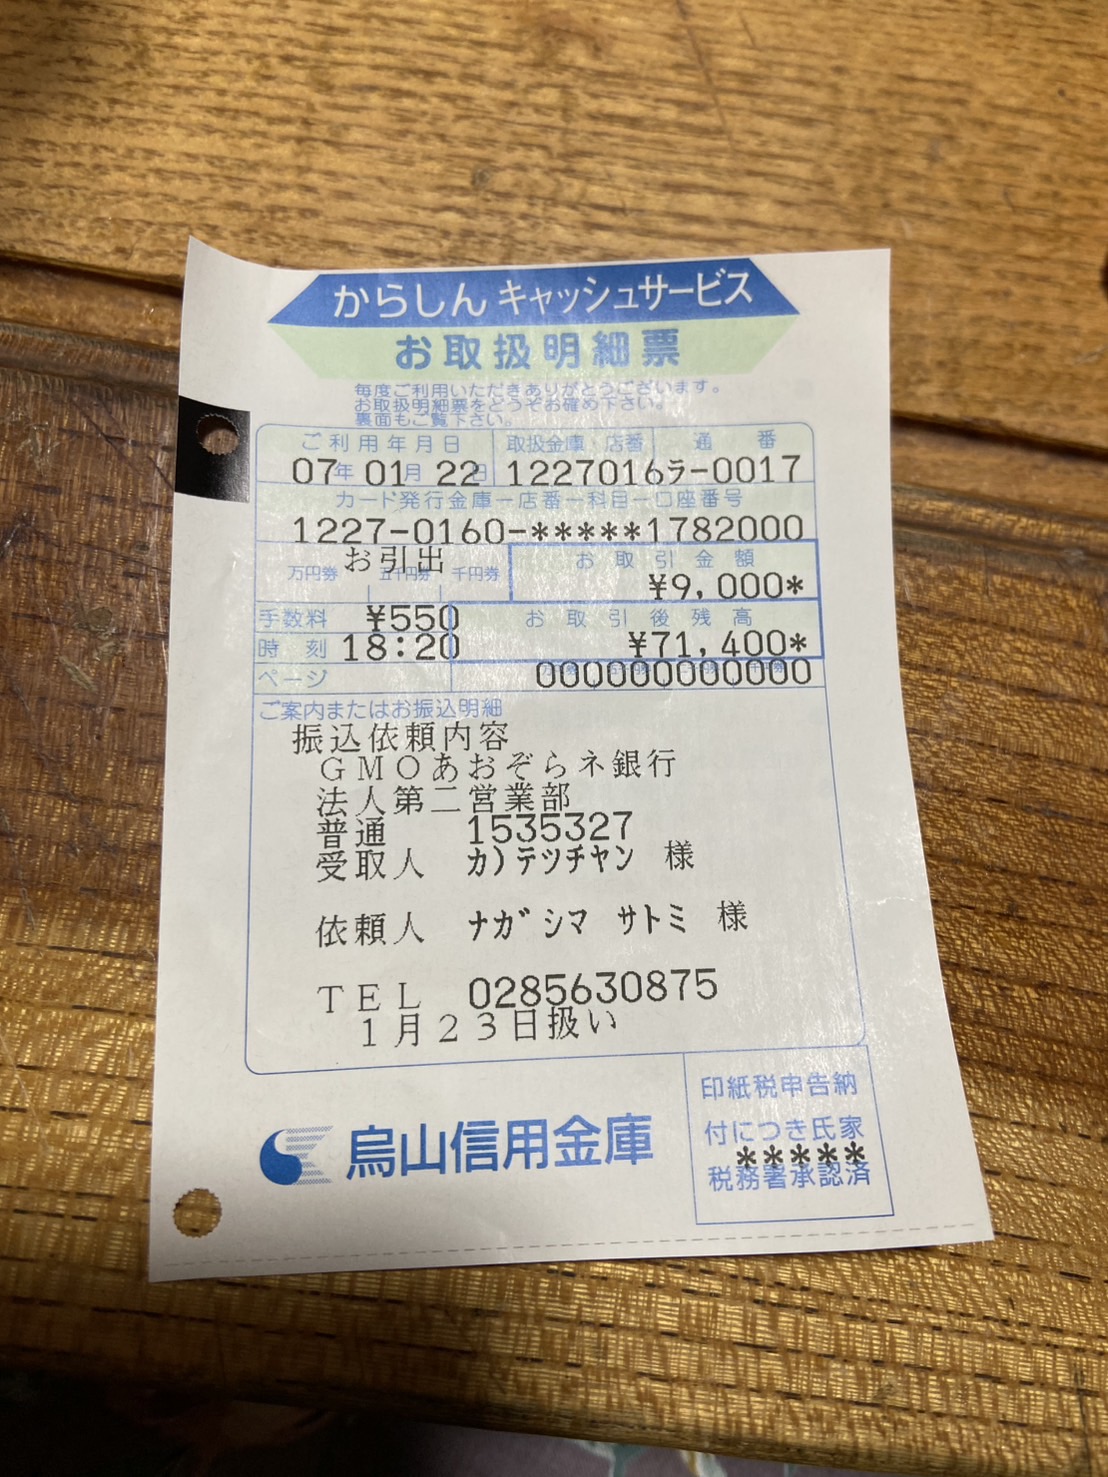 からしん キャッシュサービス
お取扱明細票
毎度ご利用いただきありがとうございます。
お取扱明細票をどうぞお確め下さい。
裏面もご覧下さい。
ご利用年月日 取扱金庫 店番 通番
07年 01月 22日 1227016ﾗ-0017
カード発行金庫ー店番ー科目ー口座番号
1227-0160-*****1782000
お引出
万円券 五千円券 千円券 お取引金額
¥9,000*
手数料 ¥550 お取引後残高
時刻 18:20 ¥71,400*
ページ 000000000000
ご案内またはお振込明細
振込依頼内容
GMOあおぞらネ銀行
法人第二営業部
普通 1535327
受取人 カ)テツチヤン 様
依頼人 ナガシマ サトミ 様
TEL 0285630875
1月23日扱い
烏山信用金庫
印紙税申告納
付につき氏家
*****
税務署承認済